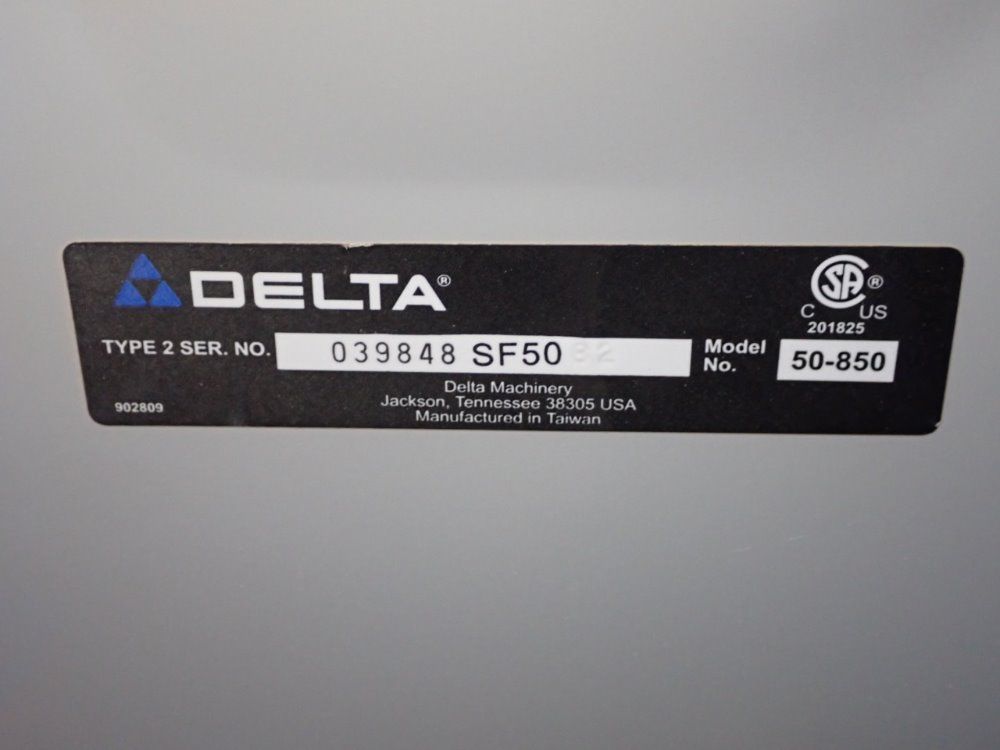 DELTA®
CSA®
C US
201825
TYPE 2 SER. NO. 039848 SF50
Model No. 50-850
Delta Machinery
Jackson, Tennessee 38305 USA
Manufactured in Taiwan
902809